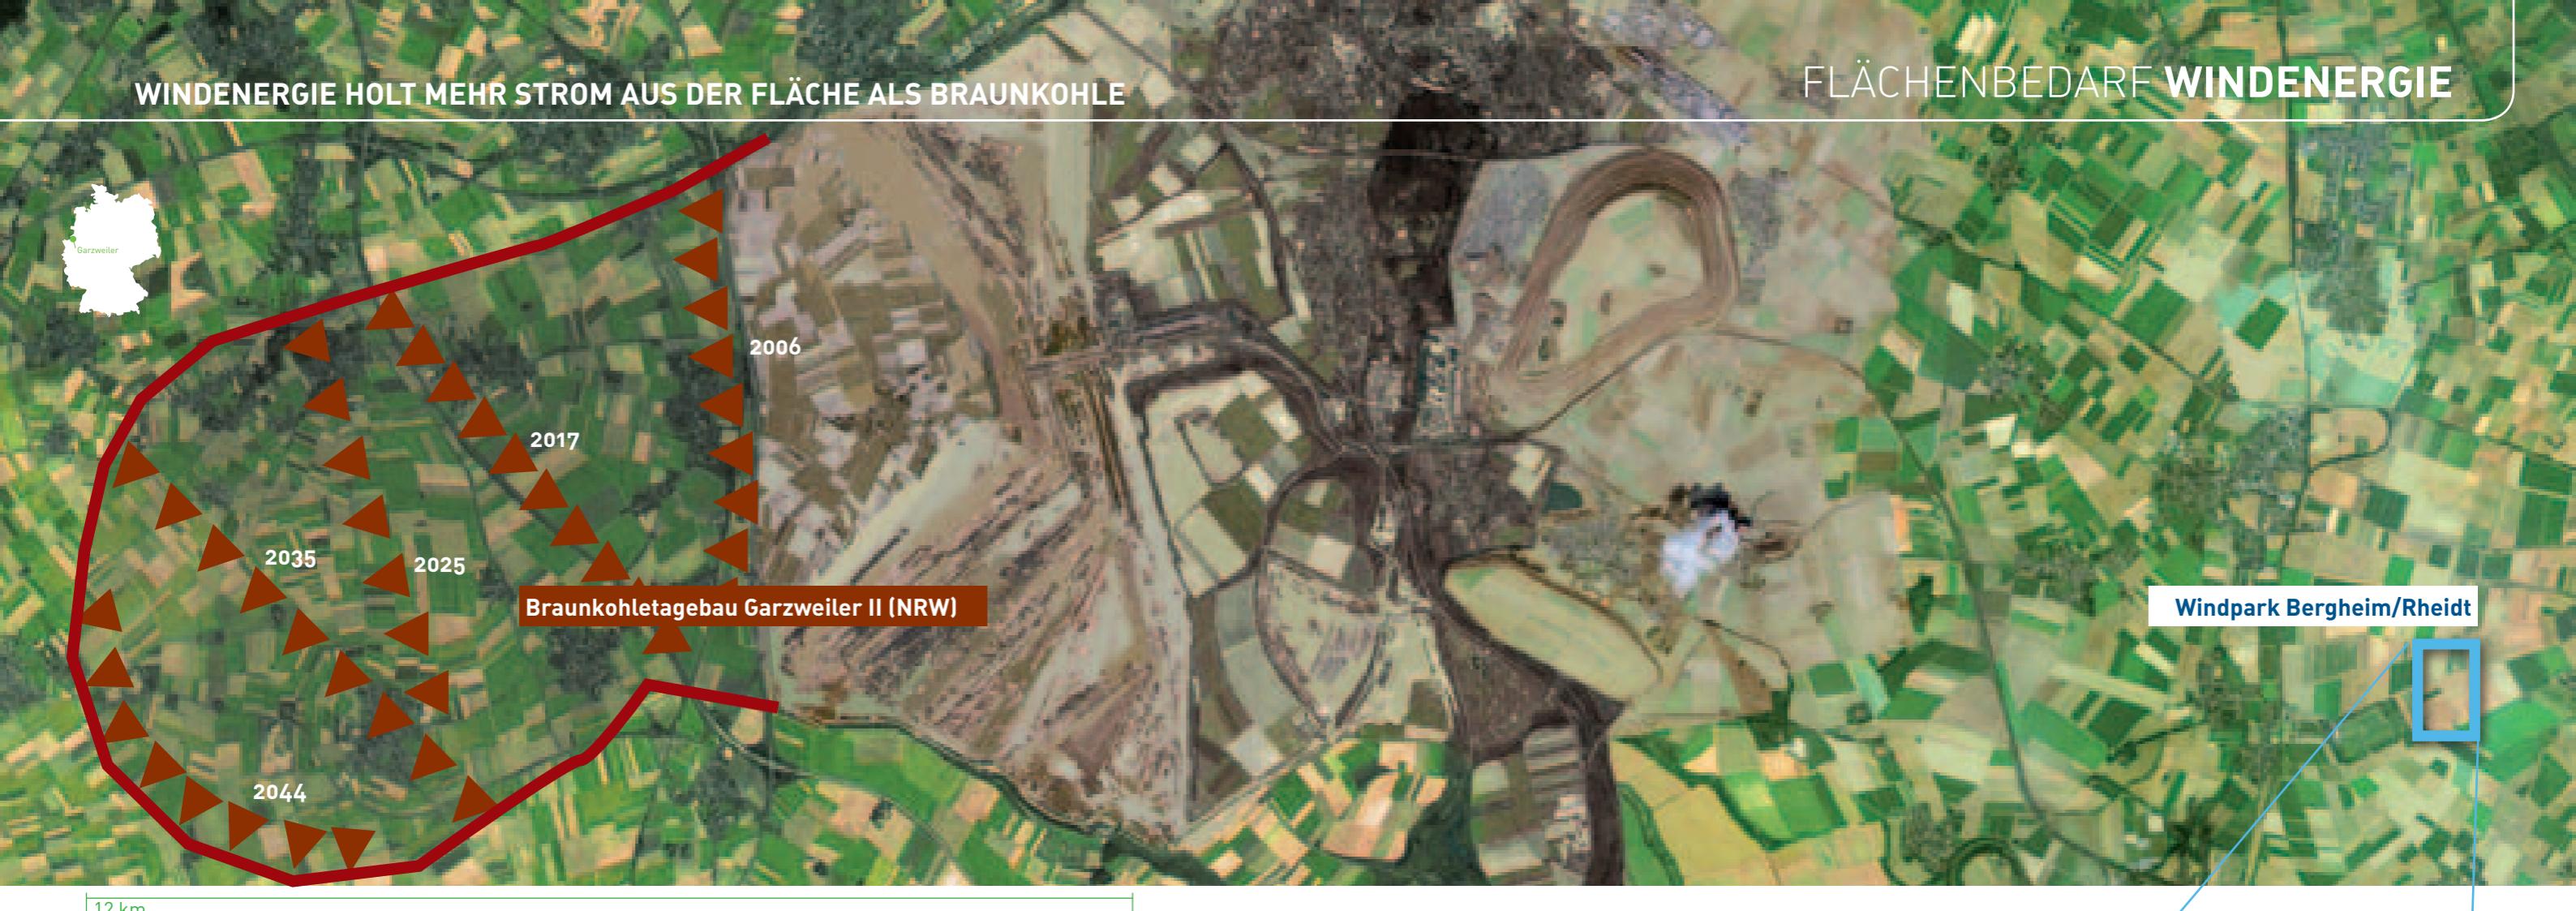 WINDENERGIE HOLT MEHR STROM AUS DER FLÄCHE ALS BRAUNKOHLE
FLÄCHENBEDARF WINDENERGIE
Garzweiler
2006
2017
2035
2025
Braunkohletagebau Garzweiler II (NRW)
Windpark Bergheim/Rheidt
2044
12 km